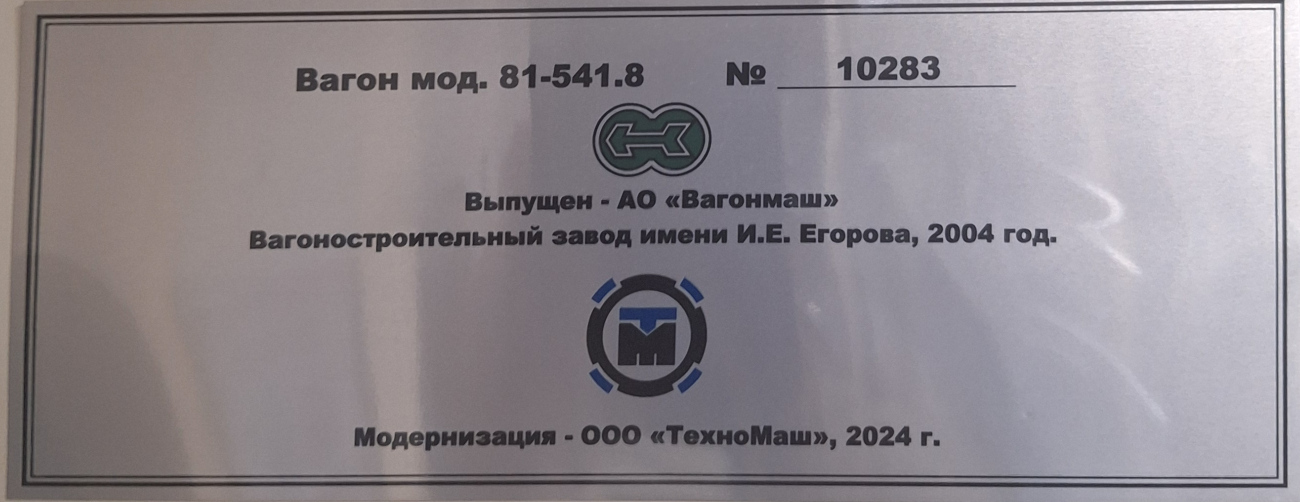 Вагон мод. 81-541.8 № 10283
Выпущен - АО «Вагонмаш»
Вагоностроительный завод имени И.Е. Егорова, 2004 год.
ТМ
Модернизация - ООО «ТехноМаш», 2024 г.